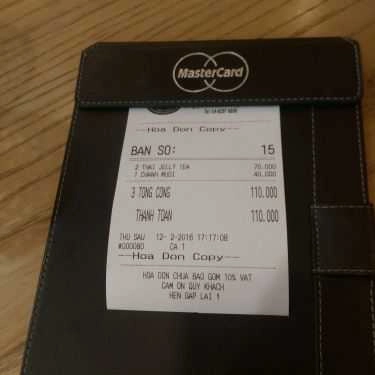 MasterCard
--Hoa Don Copy--
BAN SO: 15
2 THAI JELLY TEA 70.000
1 CHANH MUOI 40.000
3 TONG CONG 110.000
THANH TOAN 110.000
THU SAU 12- 2-2016 17:17:08
#000080 CA 1
--Hoa Don Copy--
HOA DON CHUA BAO GOM 10% VAT
CAM ON QUY KHACH
HEN GAP LAI !